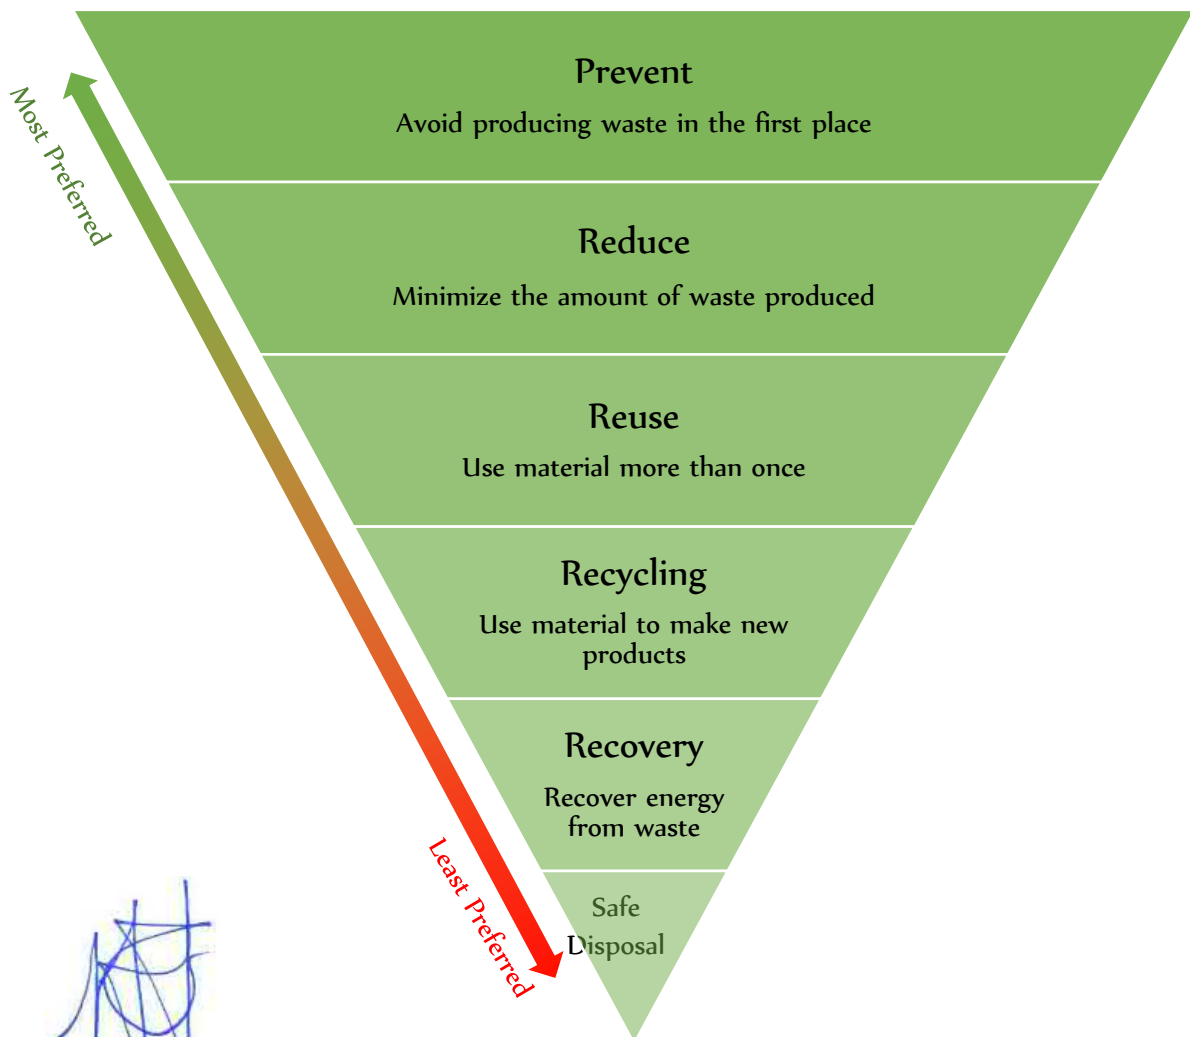 Prevent
Avoid producing waste in the first place
Most Preferred
Reduce
Minimize the amount of waste produced
Reuse
Use material more than once
Recycling
Use material to make new
products
Recovery
Recover energy
from waste
Least Preferred
Safe
Disposal